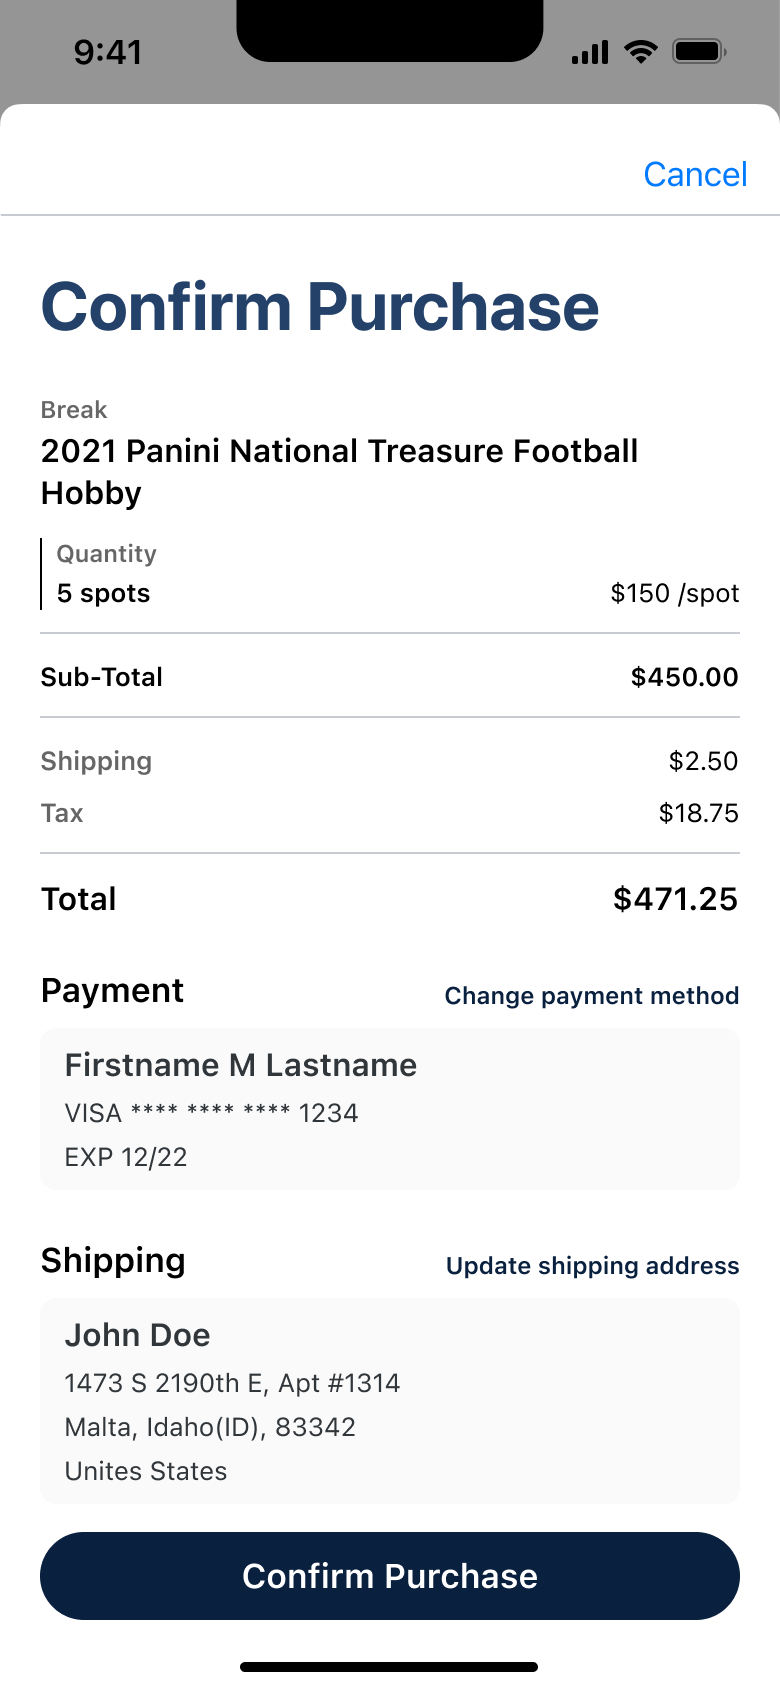 9:41
Cancel
Confirm Purchase
Break
2021 Panini National Treasure Football
Hobby
Quantity
5 spots $150 /spot
Sub-Total $450.00
Shipping $2.50
Tax $18.75
Total $471.25
Payment Change payment method
Firstname M Lastname
VISA **** **** **** 1234
EXP 12/22
Shipping Update shipping address
John Doe
1473 S 2190th E, Apt #1314
Malta, Idaho(ID), 83342
Unites States
Confirm Purchase